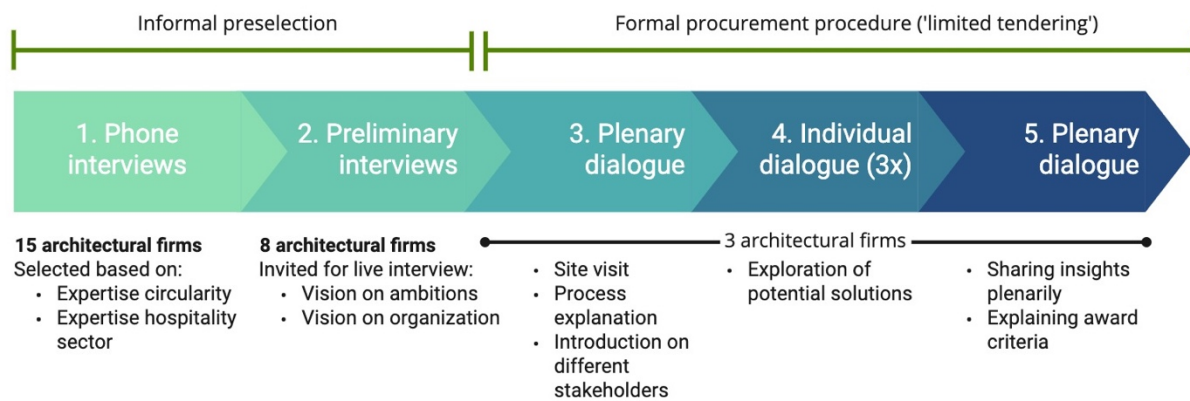 Informal preselection
Formal procurement procedure ('limited tendering')
1. Phone
interviews
2. Preliminary
interviews
3. Plenary
dialogue
4. Individual
dialogue (3x)
5. Plenary
dialogue
15 architectural firms
Selected based on:
• Expertise circularity
• Expertise hospitality
sector
8 architectural firms
Invited for live interview:
• Vision on ambitions
• Vision on organization
3 architectural firms
• Site visit
• Process
explanation
• Introduction on
different
stakeholders
• Exploration of
potential solutions
• Sharing insights
plenarily
• Explaining award
criteria